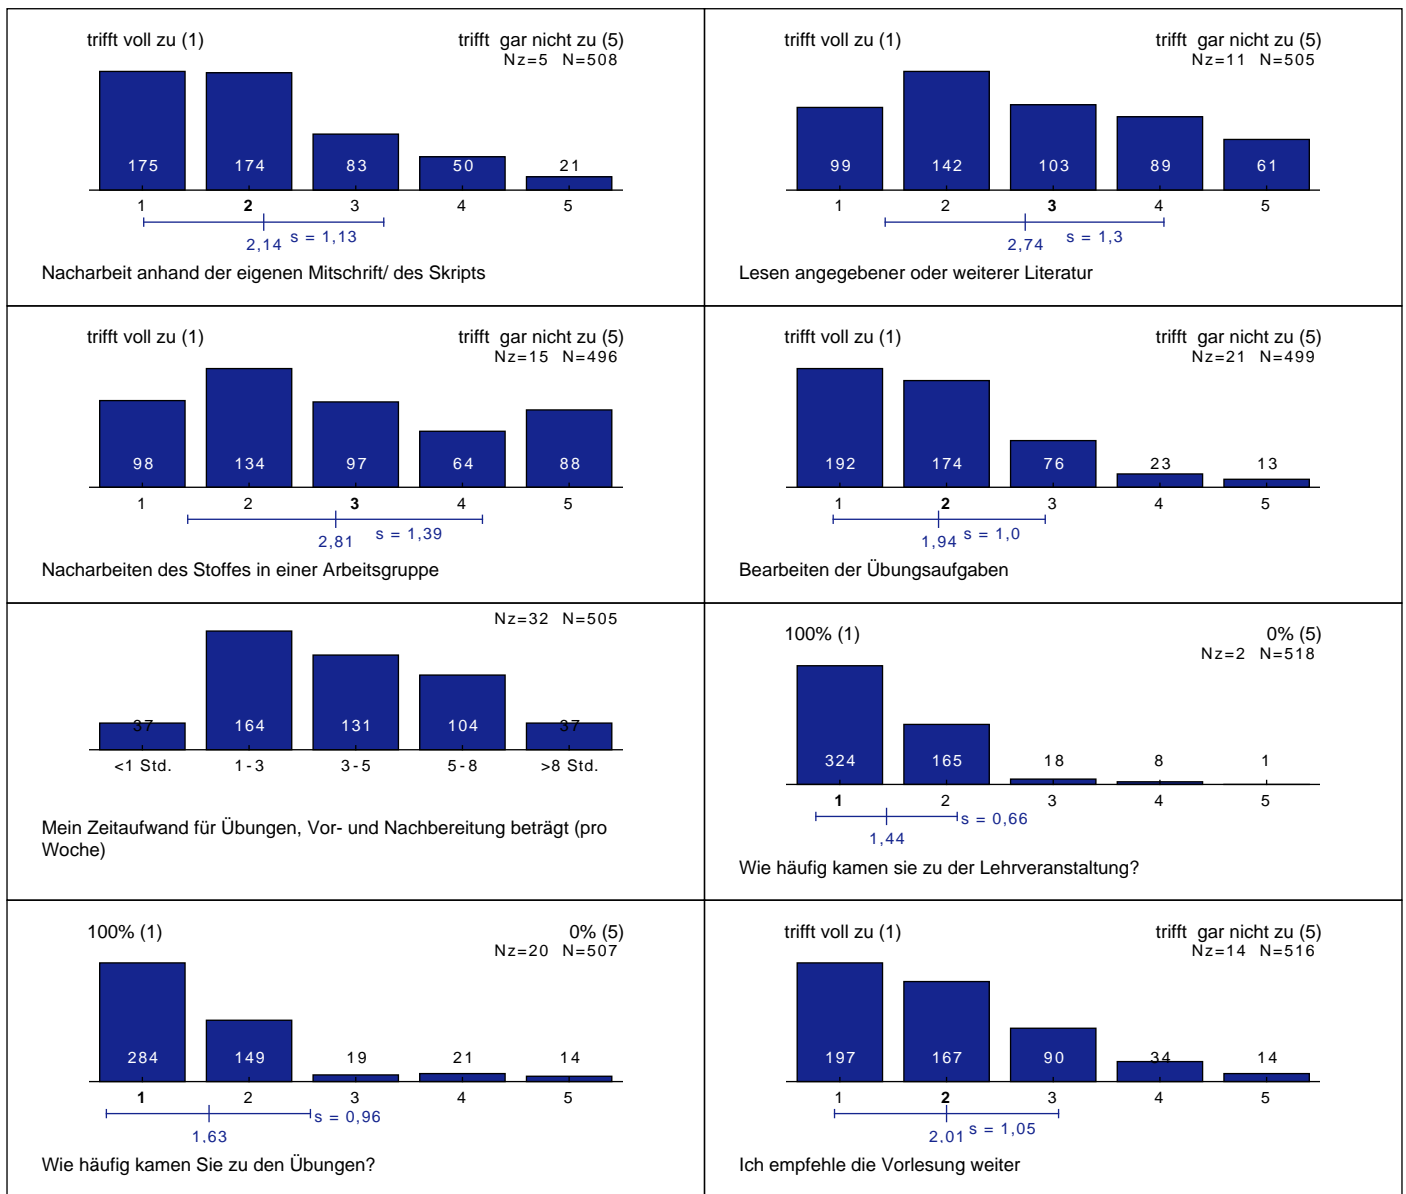 trifft voll zu (1) trifft gar nicht zu (5)
Nz=5 N=508
175 174 83 50 21
1 2 3 4 5
2,14 s = 1,13
Nacharbeit anhand der eigenen Mitschrift/ des Skripts
trifft voll zu (1) trifft gar nicht zu (5)
Nz=11 N=505
99 142 103 89 61
1 2 3 4 5
2,74 s = 1,3
Lesen angegebener oder weiterer Literatur
trifft voll zu (1) trifft gar nicht zu (5)
Nz=15 N=496
98 134 97 64 88
1 2 3 4 5
2,81 s = 1,39
Nacharbeiten des Stoffes in einer Arbeitsgruppe
trifft voll zu (1) trifft gar nicht zu (5)
Nz=21 N=499
192 174 76 23 13
1 2 3 4 5
1,94 s = 1,0
Bearbeiten der Übungsaufgaben
Nz=32 N=505
37 164 131 104 37
<1 Std. 1-3 3-5 5-8 >8 Std.
Mein Zeitaufwand für Übungen, Vor- und Nachbereitung beträgt (pro
Woche)
100% (1) 0% (5)
Nz=2 N=518
324 165 18 8 1
1 2 3 4 5
1,44 s = 0,66
Wie häufig kamen sie zu der Lehrveranstaltung?
100% (1) 0% (5)
Nz=20 N=507
284 149 19 21 14
1 2 3 4 5
1,63 s = 0,96
Wie häufig kamen Sie zu den Übungen?
trifft voll zu (1) trifft gar nicht zu (5)
Nz=14 N=516
197 167 90 34 14
1 2 3 4 5
2,01 s = 1,05
Ich empfehle die Vorlesung weiter